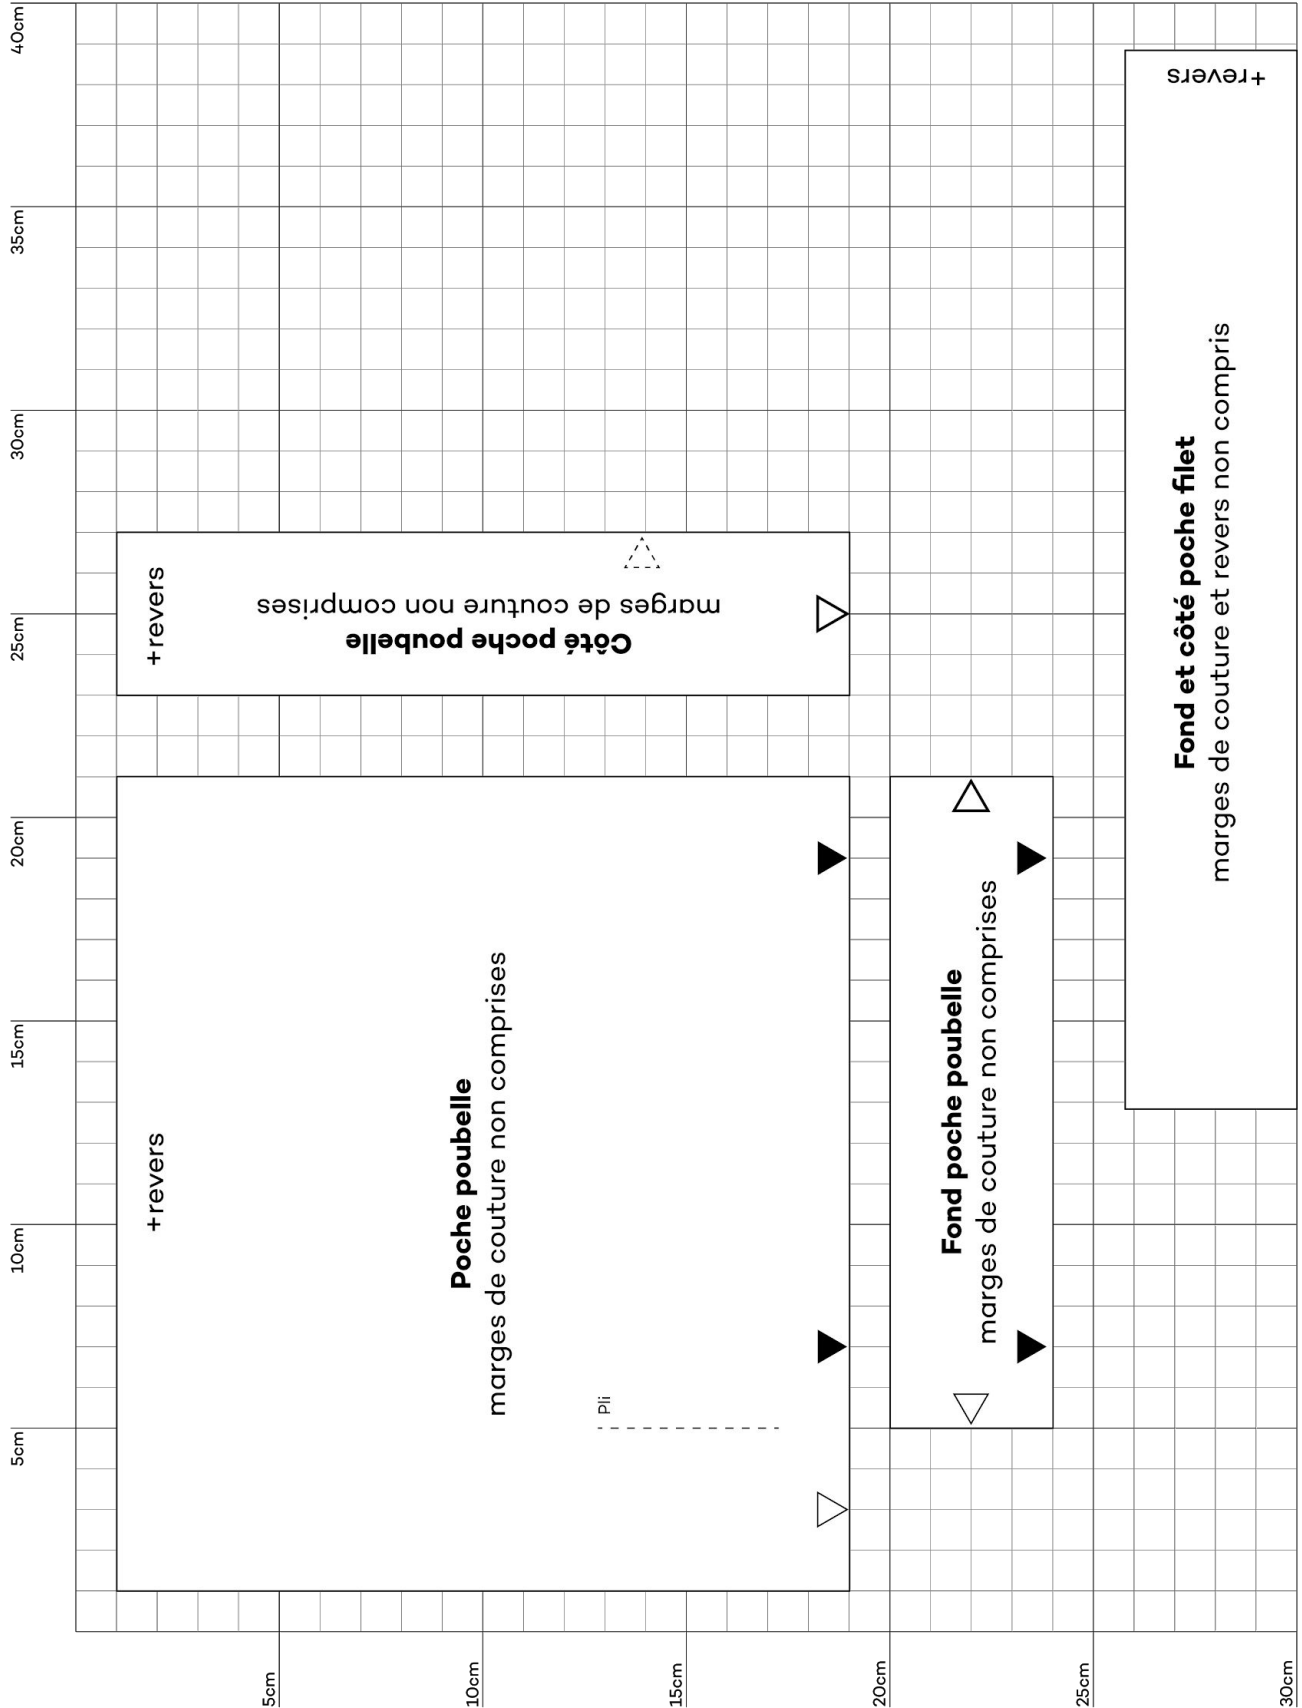 40cm
35cm
30cm
25cm
20cm
15cm
10cm
5cm
+revers
Côté poche poubelle
marges de couture non comprises
+revers
Poche poubelle
marges de couture non comprises
Pli
Fond poche poubelle
marges de couture non comprises
+revers
Fond et côté poche filet
marges de couture et revers non compris
5cm
10cm
15cm
20cm
25cm
30cm